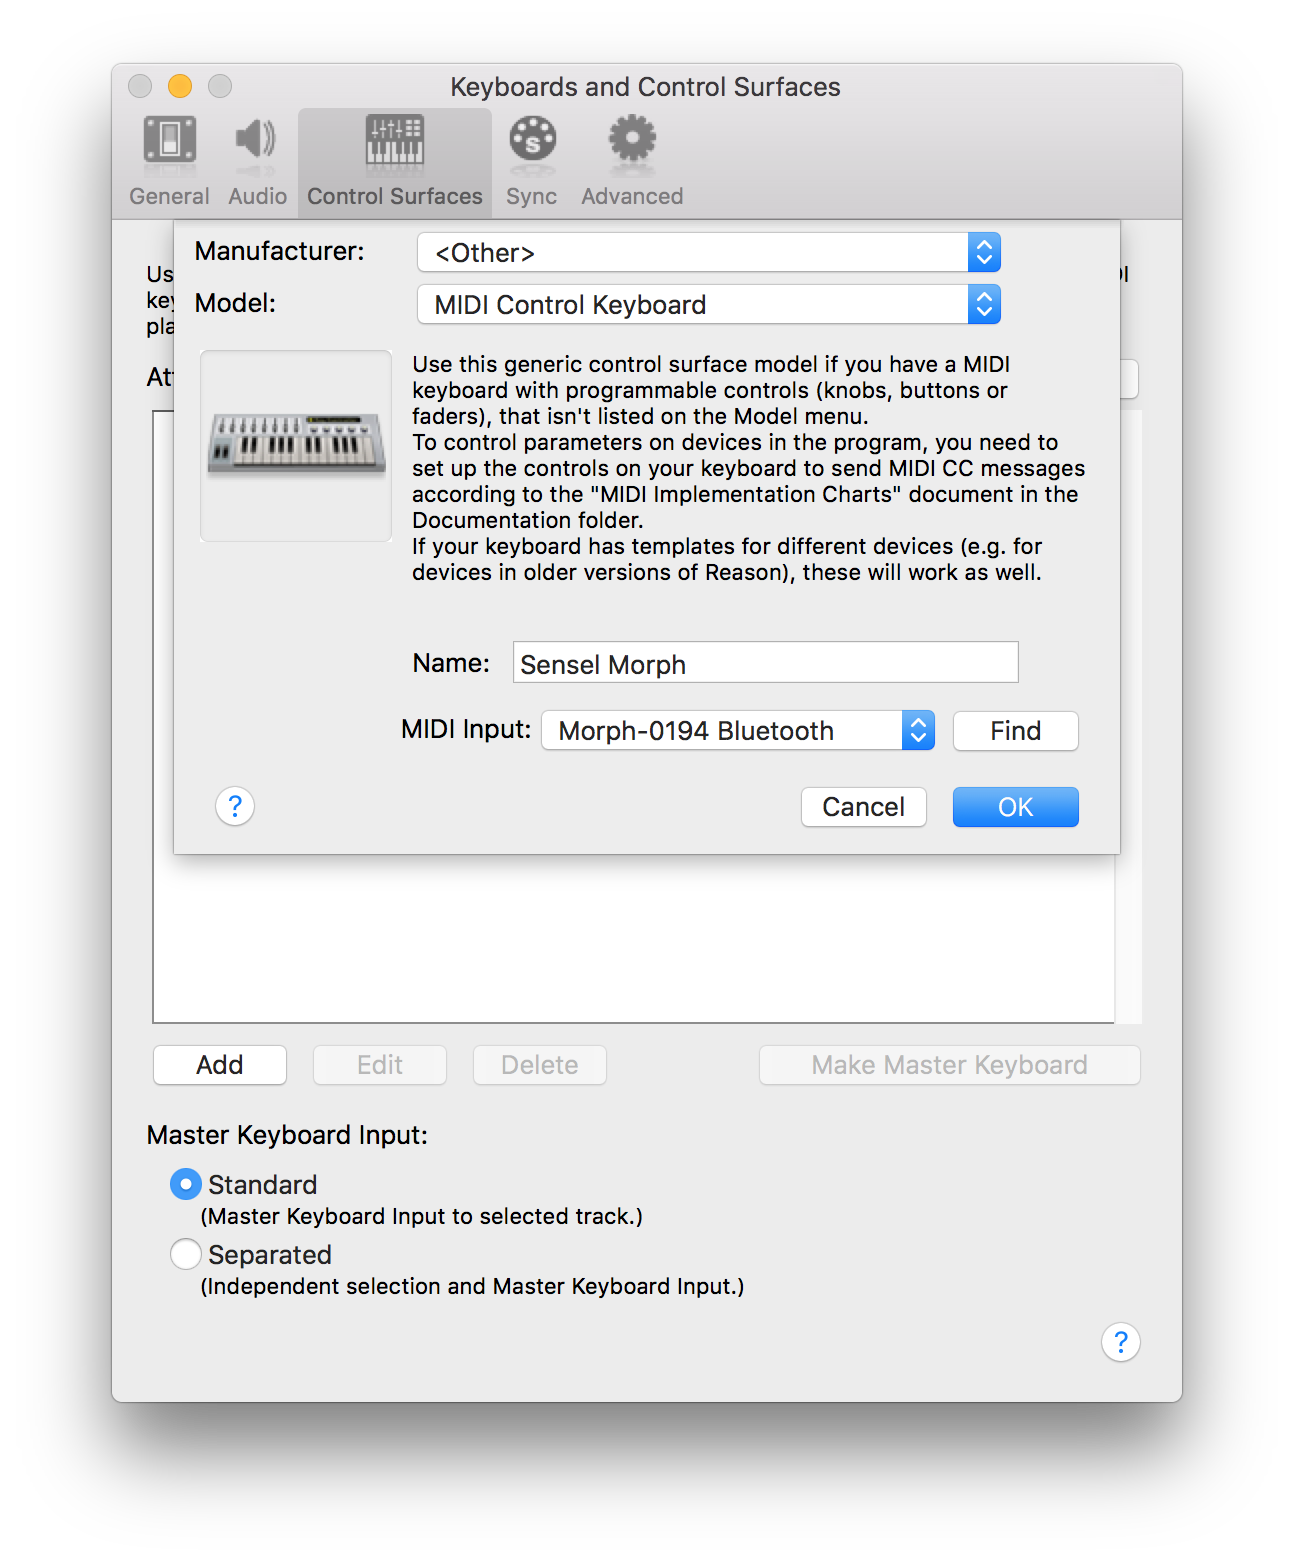 Keyboards and Control Surfaces
General Audio Control Surfaces Sync Advanced
Manufacturer: <Other>
Model: MIDI Control Keyboard
Use this generic control surface model if you have a MIDI
keyboard with programmable controls (knobs, buttons or
faders), that isn't listed on the Model menu.
To control parameters on devices in the program, you need to
set up the controls on your keyboard to send MIDI CC messages
according to the "MIDI Implementation Charts" document in the
Documentation folder.
If your keyboard has templates for different devices (e.g. for
devices in older versions of Reason), these will work as well.
Name: Sensel Morph
MIDI Input: Morph-0194 Bluetooth Find
? Cancel OK
Add Edit Delete Make Master Keyboard
Master Keyboard Input:
Standard
(Master Keyboard Input to selected track.)
Separated
(Independent selection and Master Keyboard Input.)
?